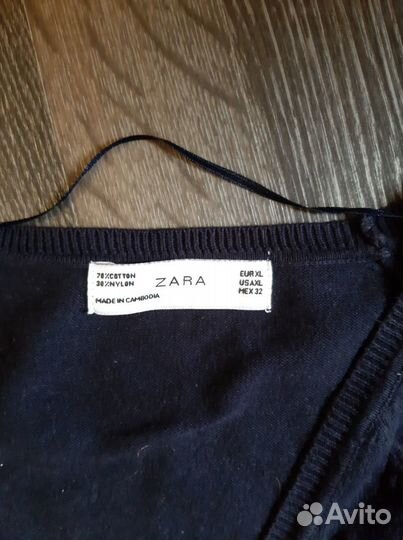 70%COTTON
30%NYLON
MADE IN CAMBODIA
ZARA
EUR XL
USA XL
MEX 32
Avito